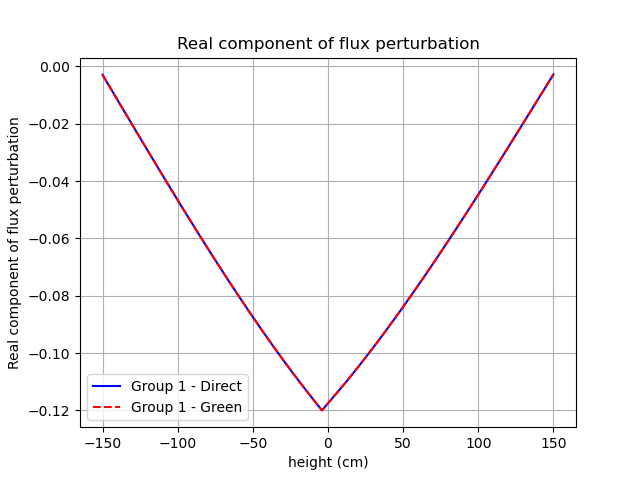 Real component of flux perturbation
Real component of flux perturbation
0.00
−0.02
−0.04
−0.06
−0.08
−0.10
−0.12
Group 1 - Direct
Group 1 - Green
−150
−100
−50
0
50
100
150
height (cm)